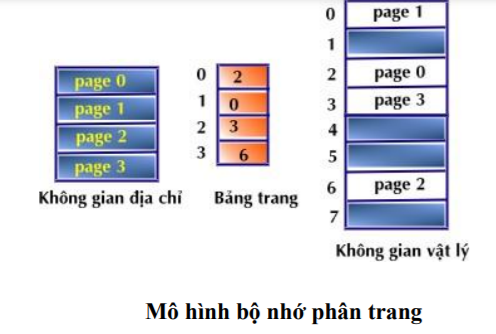 page 0
page 1
page 2
page 3
Không gian địa chỉ
0 2
1 0
2 3
3 6
Bảng trang
0 page 1
1
2 page 0
3 page 3
4
5
6 page 2
7
Không gian vật lý
Mô hình bộ nhớ phân trang